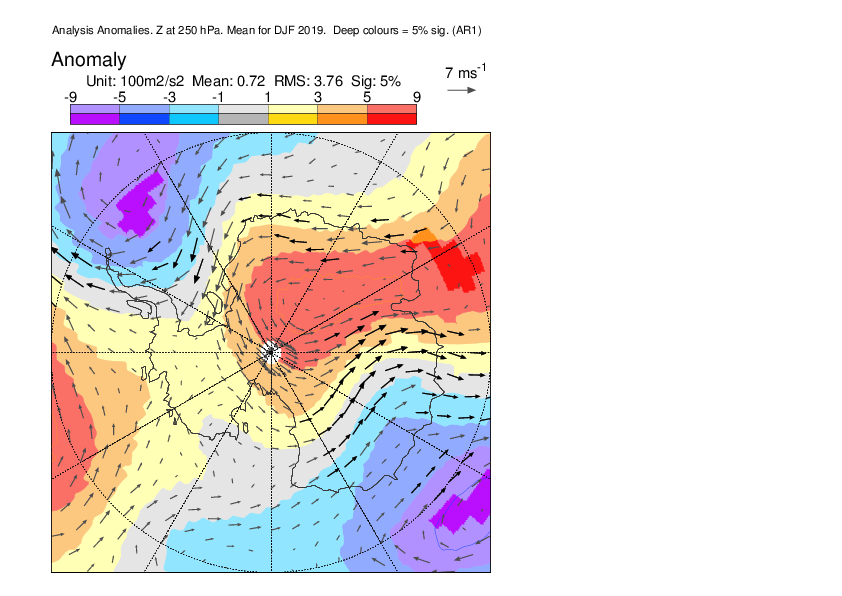 Analysis Anomalies. Z at 250 hPa. Mean for DJF 2019.  Deep colours = 5% sig. (AR1)
Anomaly
7 ms-1
Unit: 100m2/s2  Mean: 0.72  RMS: 3.76  Sig: 5%
-9 -5 -3 -1 1 3 5 9